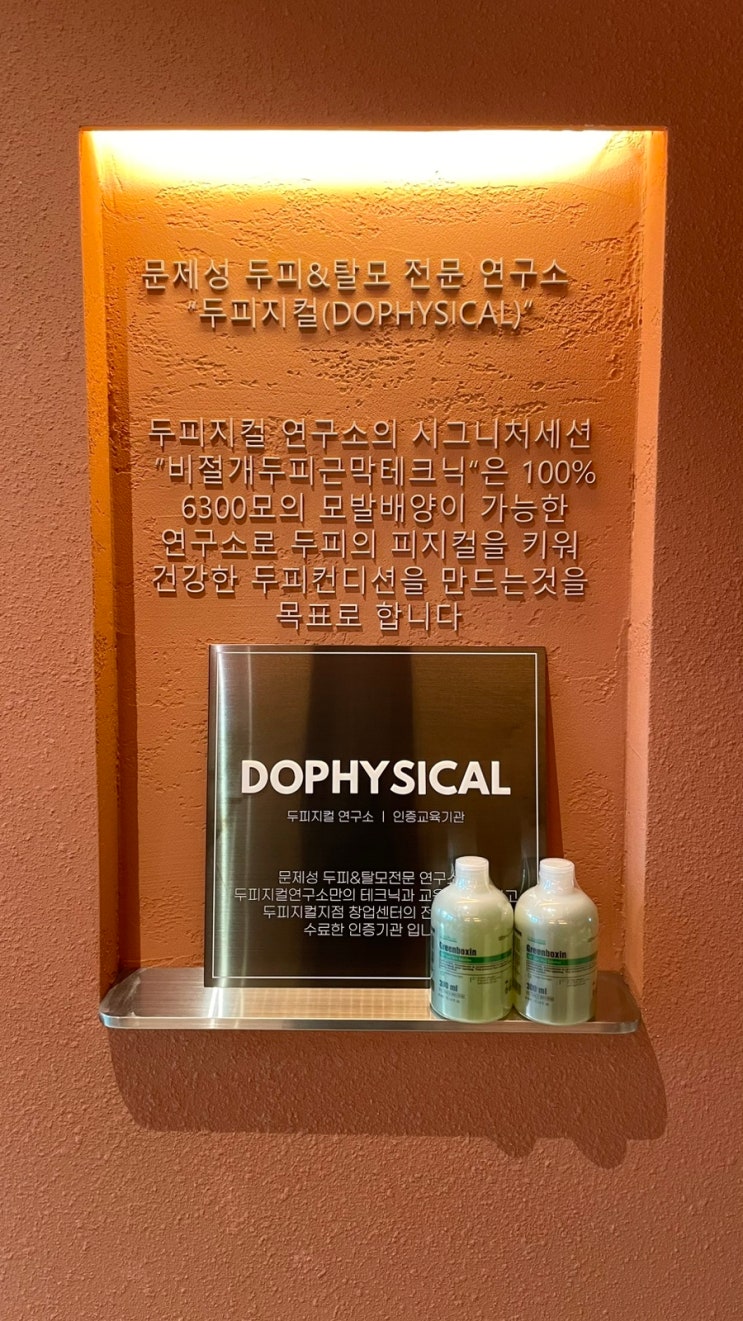 문제성 두피&탈모 전문 연구소
"두피지컬(DOPHYSICAL)"
두피지컬 연구소의 시그니처세션
"비절개두피근막테크닉"은 100%
6300모의 모발배양이 가능한
연구소로 두피의 피지컬을 키워
건강한 두피컨디션을 만드는것을
목표로 합니다
DOPHYSICAL
두피지컬 연구소 | 인증교육기관
문제성 두피&탈모전문
두피지컬연구소만의 테크닉과
두피지컬지점 창업센터의
수료한 인증기관
Greenboxin
Greenboxin